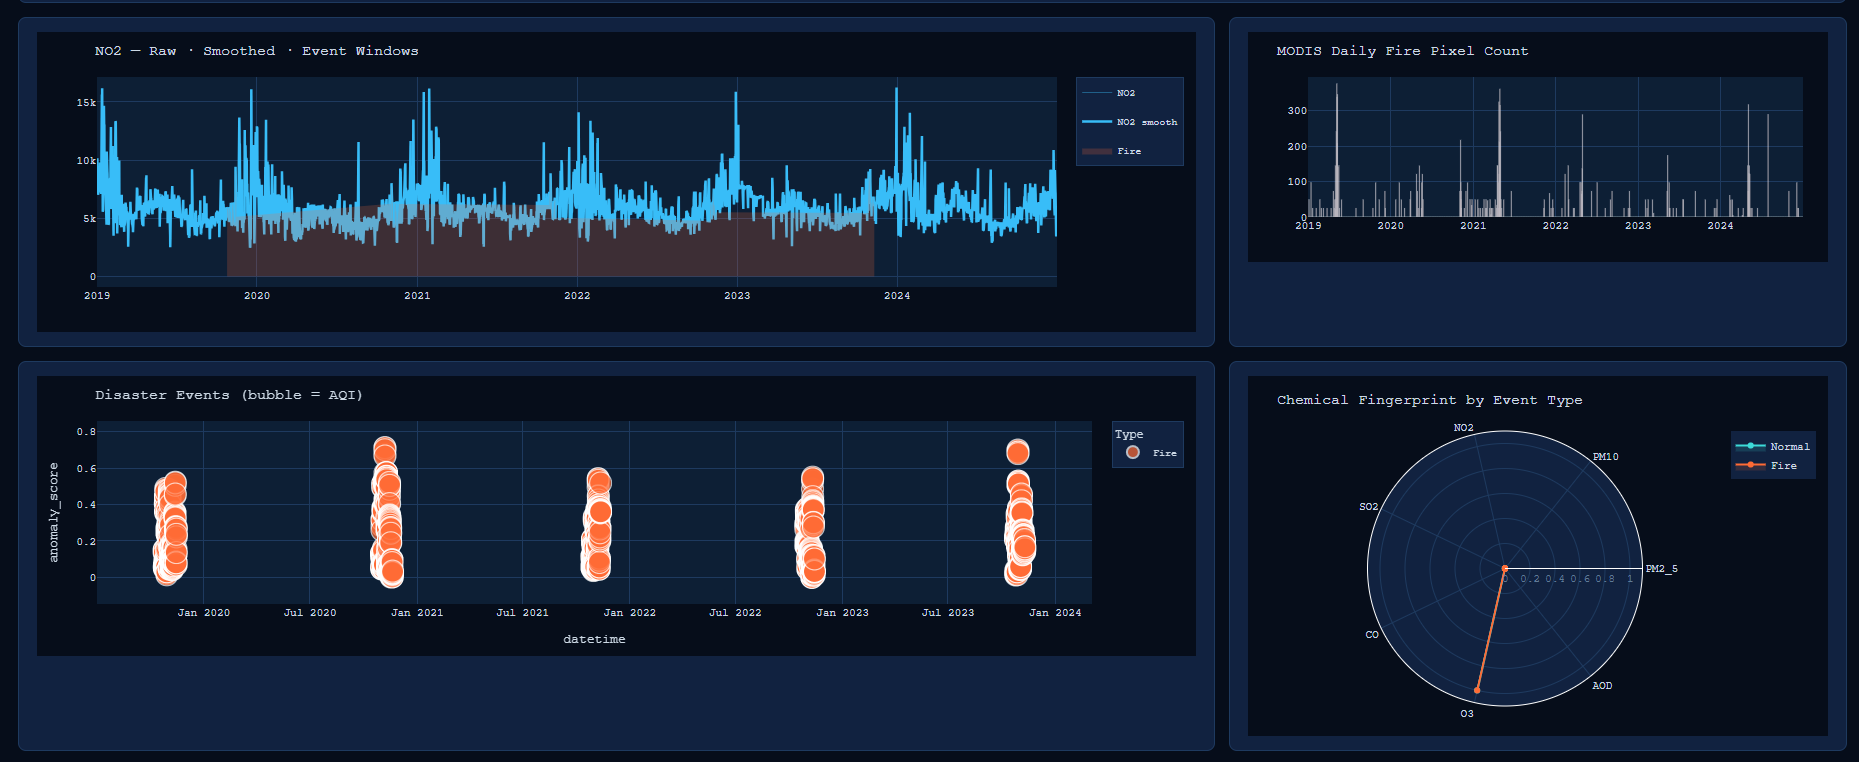 NO2 — Raw · Smoothed · Event Windows
15k
10k
5k
0
2019 2020 2021 2022 2023 2024
NO2
NO2 smooth
Fire
MODIS Daily Fire Pixel Count
300
200
100
0
2019 2020 2021 2022 2023 2024
Disaster Events (bubble = AQI)
anomaly_score
0.8
0.6
0.4
0.2
0
Jan 2020 Jul 2020 Jan 2021 Jul 2021 Jan 2022 Jul 2022 Jan 2023 Jul 2023 Jan 2024
datetime
Type
Fire
Chemical Fingerprint by Event Type
NO2
PM10
SO2
PM2_5
0 0.2 0.4 0.6 0.8 1
CO
AOD
O3
Normal
Fire